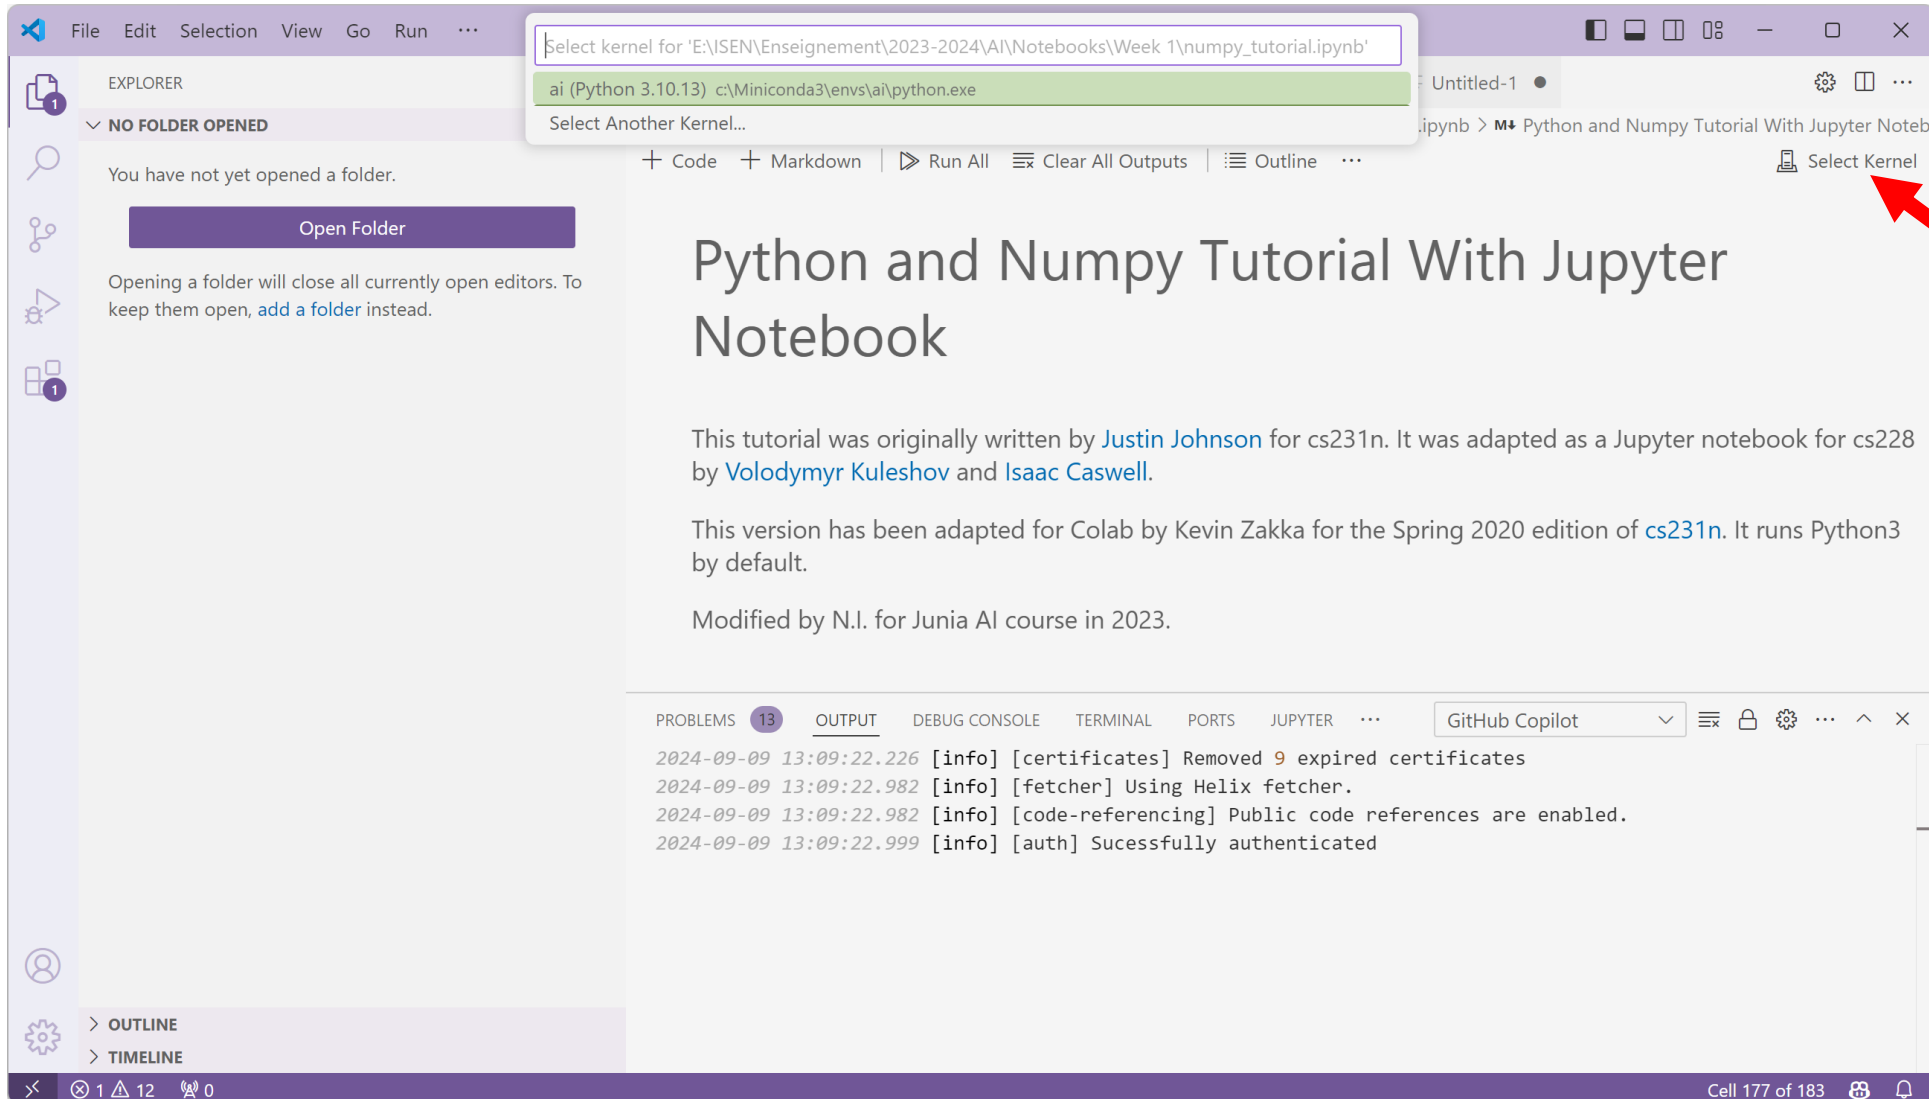 File Edit Selection View Go Run ···
Select kernel for 'E:\ISEN\Enseignement\2023-2024\AI\Notebooks\Week 1\numpy_tutorial.ipynb'
ai (Python 3.10.13) c:\Miniconda3\envs\ai\python.exe
Select Another Kernel...
EXPLORER
1
NO FOLDER OPENED
You have not yet opened a folder.
Open Folder
Opening a folder will close all currently open editors. To
keep them open, add a folder instead.
1
OUTLINE
TIMELINE
Untitled-1
.ipynb > M↓ Python and Numpy Tutorial With Jupyter Noteb
+ Code + Markdown Run All Clear All Outputs Outline ···
Select Kernel
Python and Numpy Tutorial With Jupyter
Notebook
This tutorial was originally written by Justin Johnson for cs231n. It was adapted as a Jupyter notebook for cs228
by Volodymyr Kuleshov and Isaac Caswell.
This version has been adapted for Colab by Kevin Zakka for the Spring 2020 edition of cs231n. It runs Python3
by default.
Modified by N.I. for Junia AI course in 2023.
PROBLEMS 13 OUTPUT DEBUG CONSOLE TERMINAL PORTS JUPYTER ··· GitHub Copilot
2024-09-09 13:09:22.226 [info] [certificates] Removed 9 expired certificates
2024-09-09 13:09:22.982 [info] [fetcher] Using Helix fetcher.
2024-09-09 13:09:22.982 [info] [code-referencing] Public code references are enabled.
2024-09-09 13:09:22.999 [info] [auth] Sucessfully authenticated
1 12 0
Cell 177 of 183